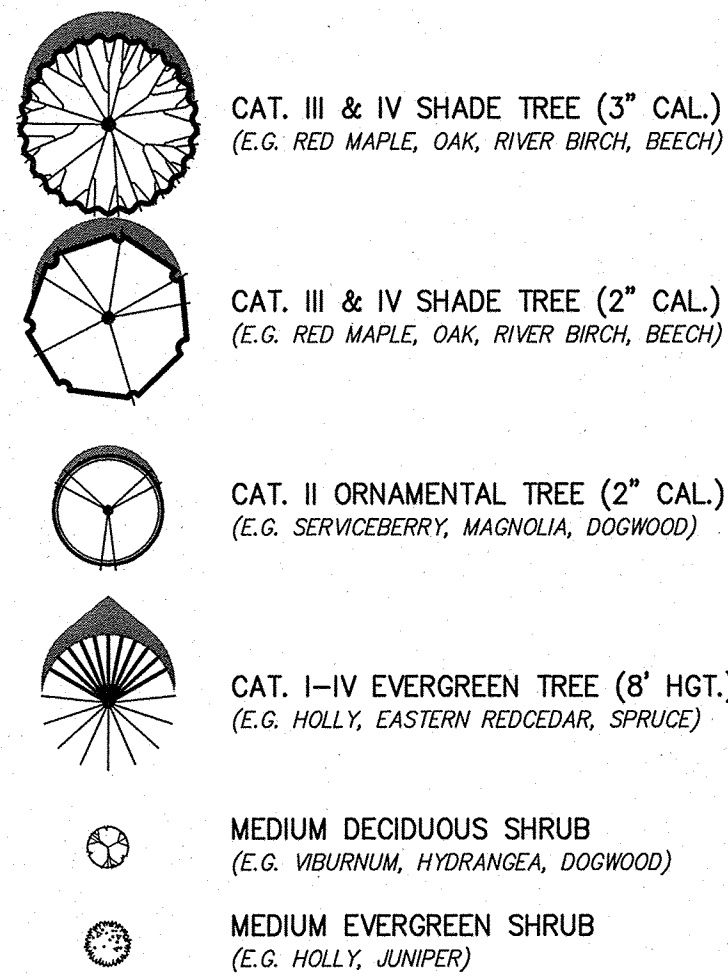 CAT. III & IV SHADE TREE (3" CAL.)
(E.G. RED MAPLE, OAK, RIVER BIRCH, BEECH)
CAT. III & IV SHADE TREE (2" CAL.)
(E.G. RED MAPLE, OAK, RIVER BIRCH, BEECH)
CAT. II ORNAMENTAL TREE (2" CAL.)
(E.G. SERVICEBERRY, MAGNOLIA, DOGWOOD)
CAT. I-IV EVERGREEN TREE (8' HGT.)
(E.G. HOLLY, EASTERN REDCEDAR, SPRUCE)
MEDIUM DECIDUOUS SHRUB
(E.G. VIBURNUM, HYDRANGEA, DOGWOOD)
MEDIUM EVERGREEN SHRUB
(E.G. HOLLY, JUNIPER)